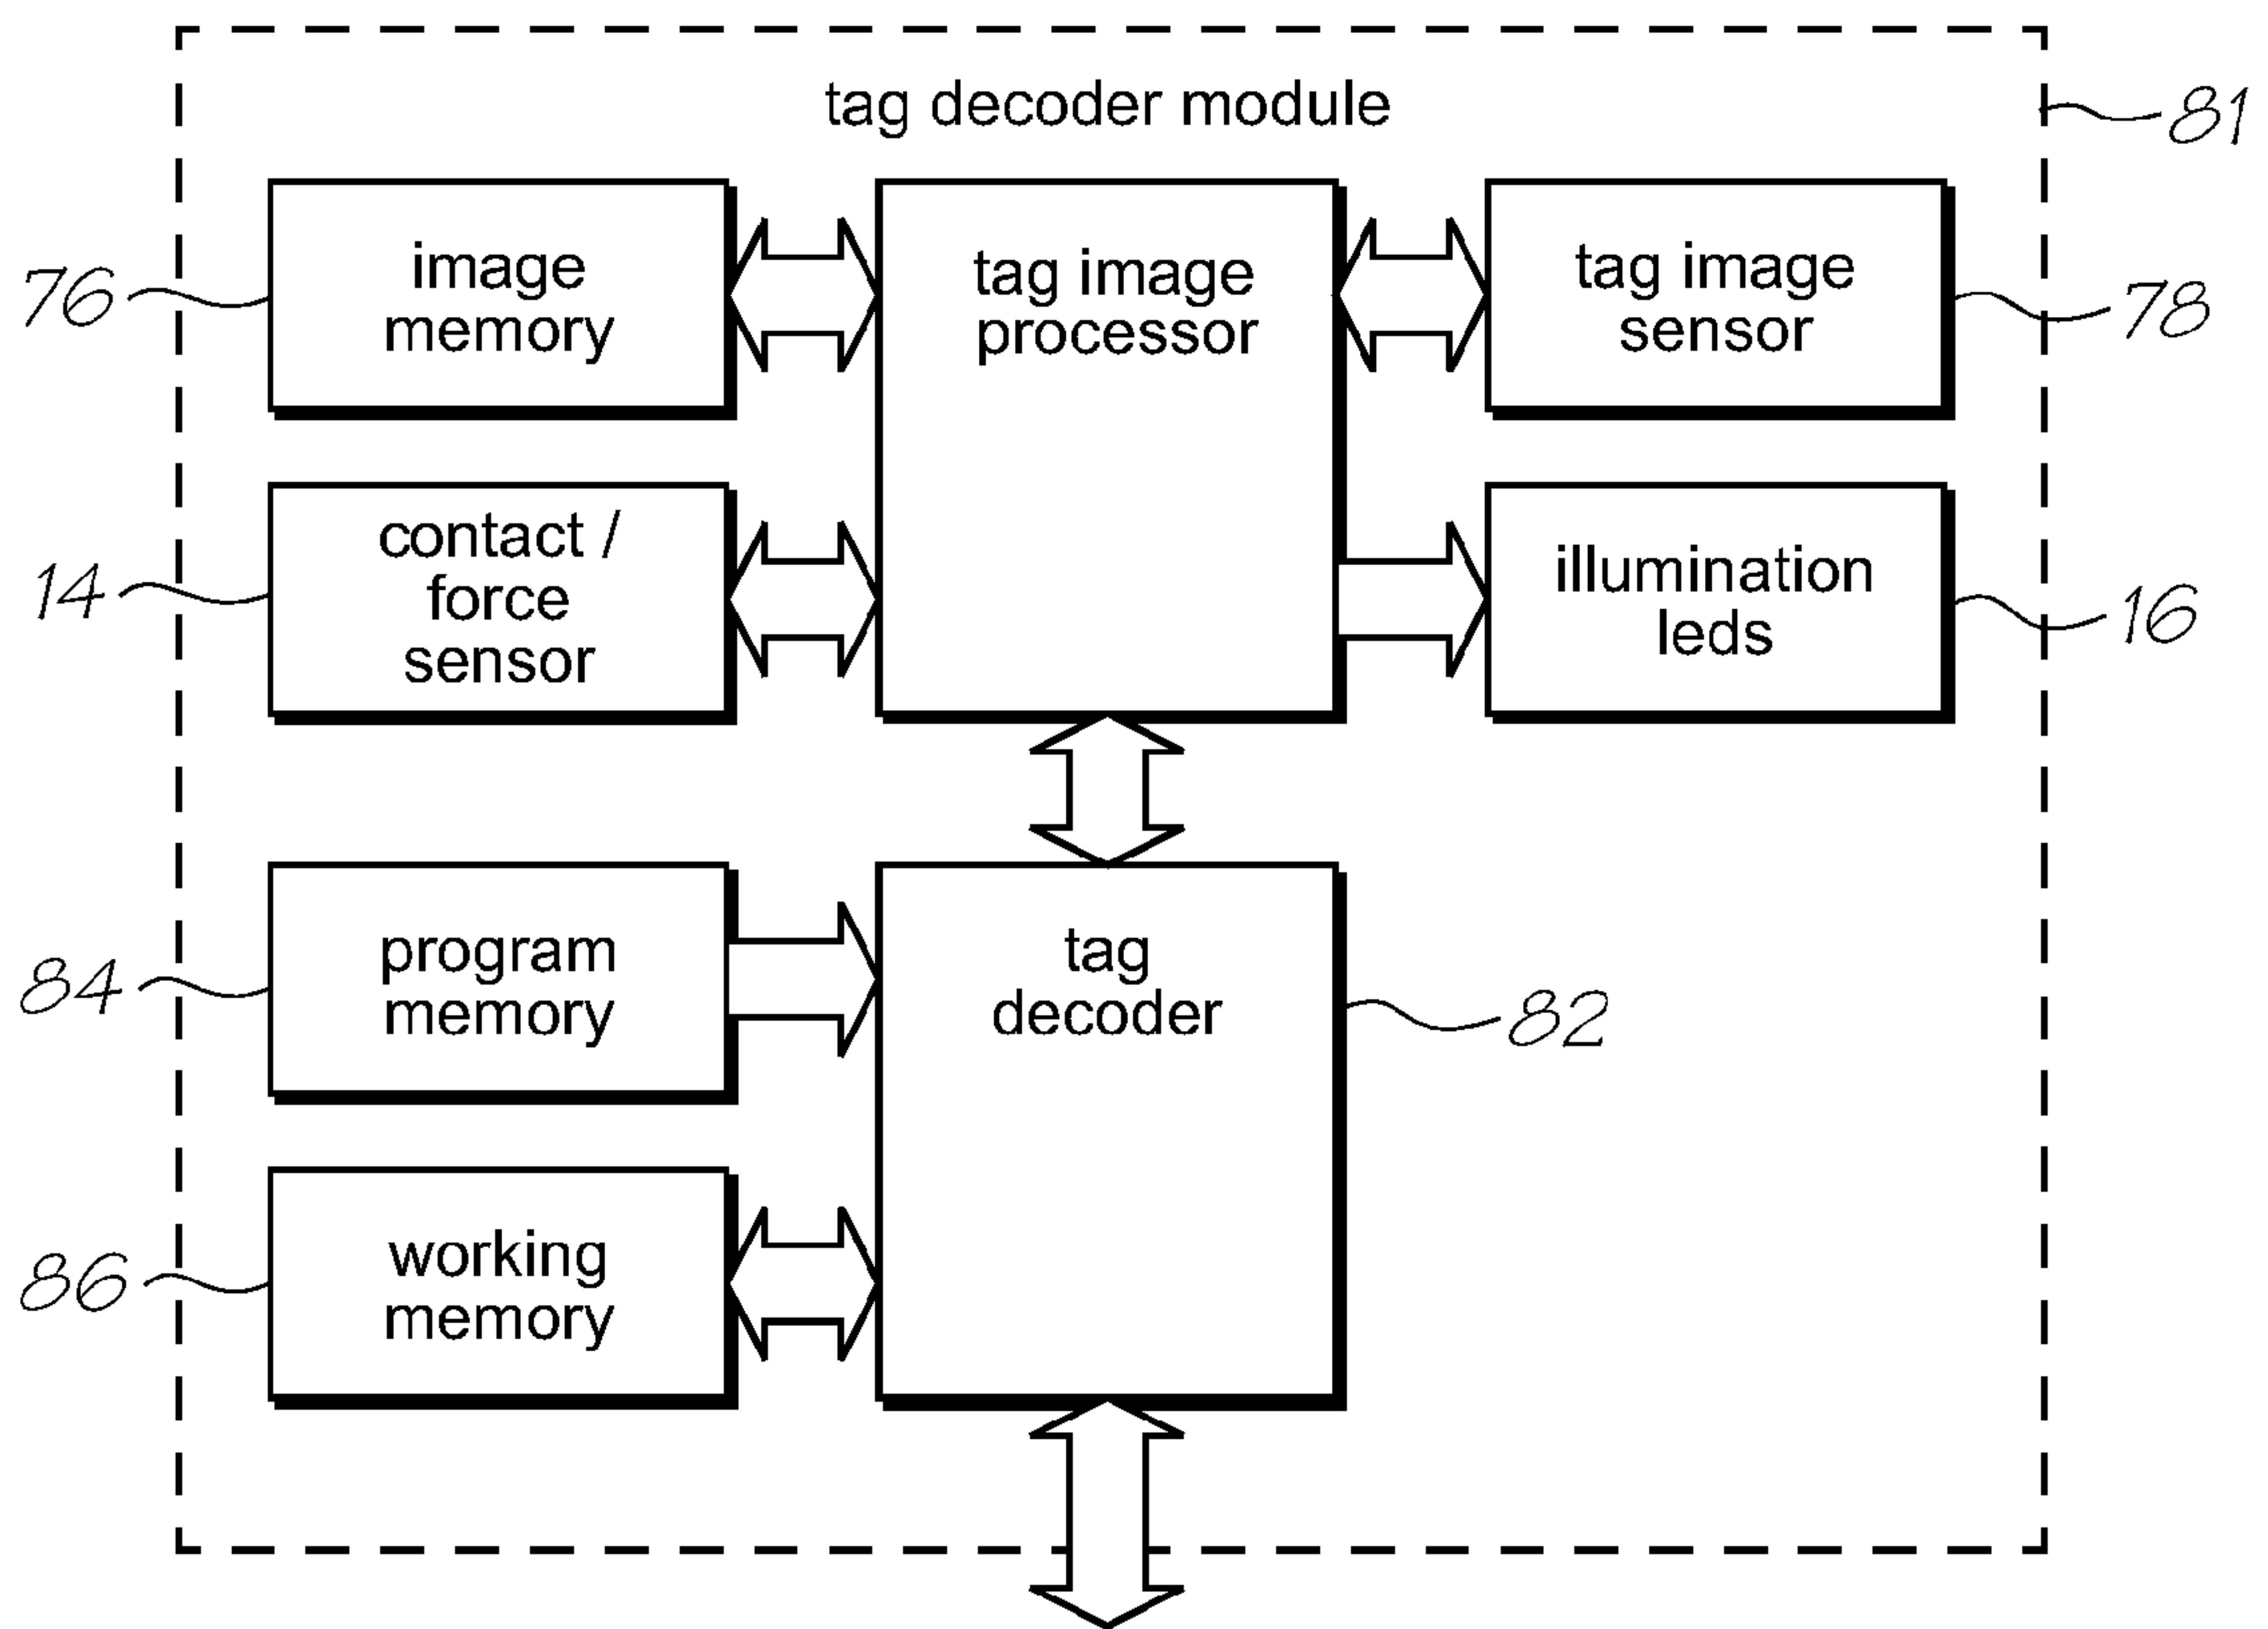 tag decoder module
81
76
image
memory
tag image
processor
tag image
sensor
78
14
contact /
force
sensor
illumination
leds
16
84
program
memory
tag
decoder
82
86
working
memory